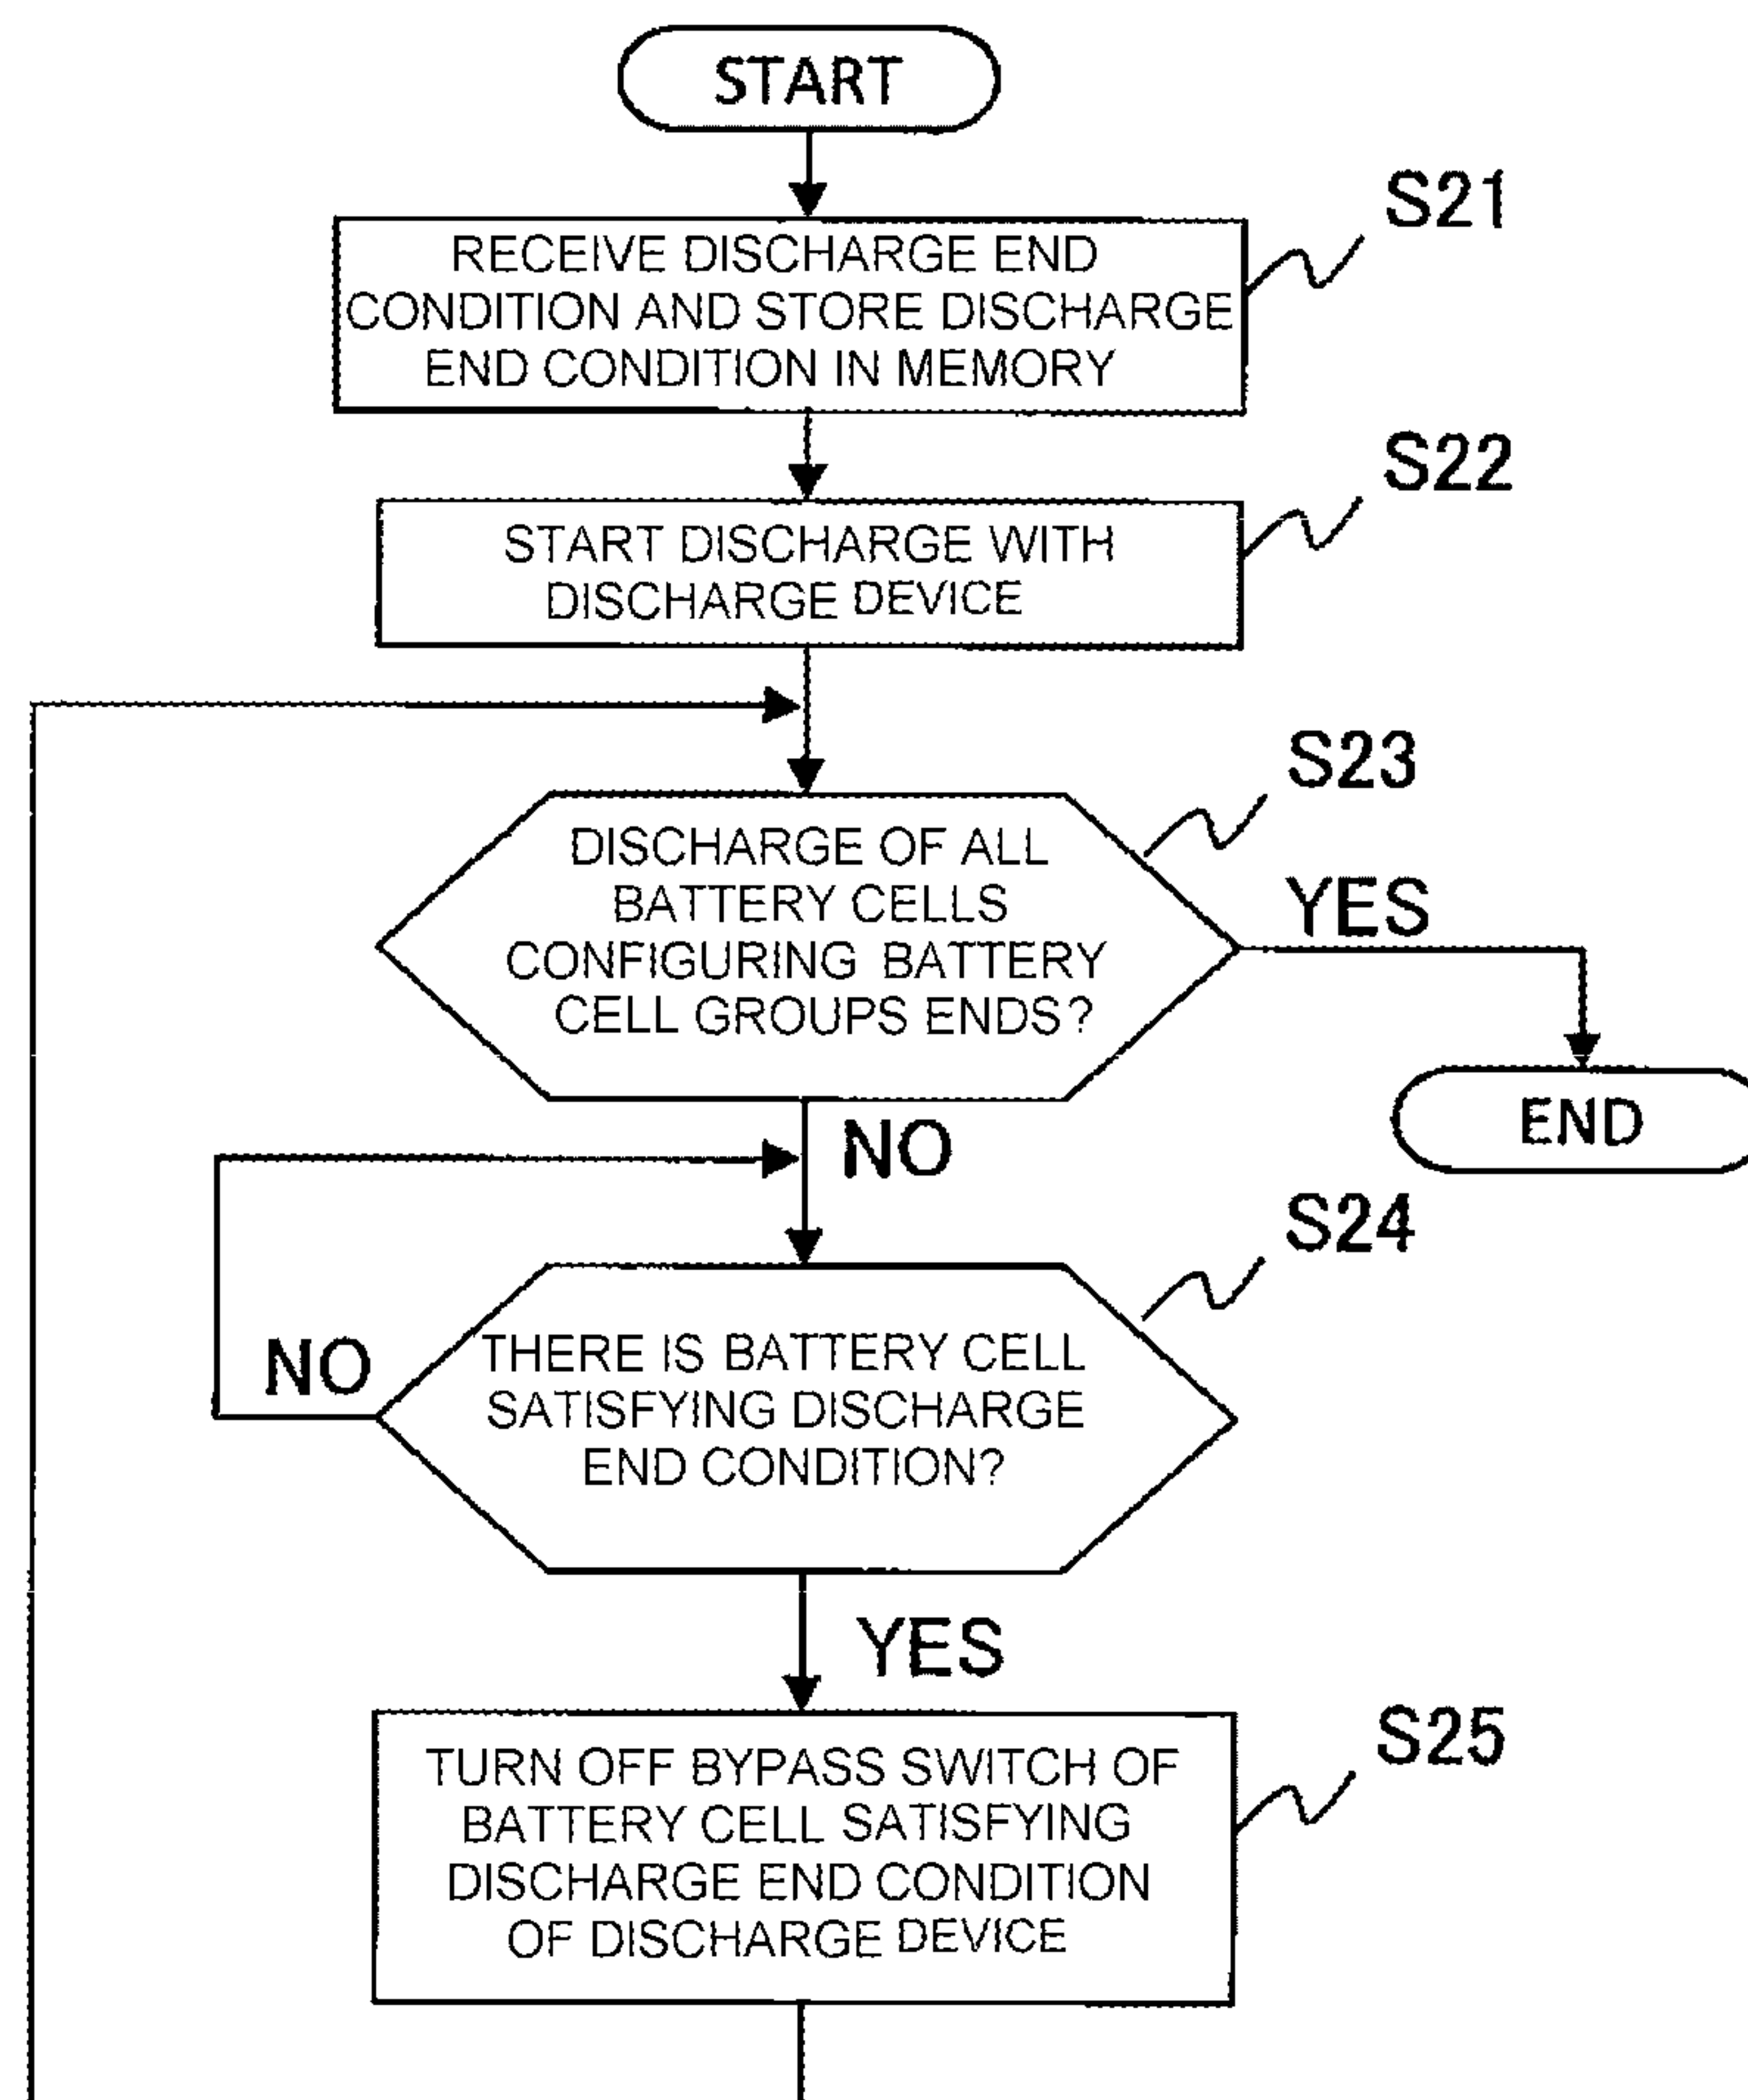 START
S21
RECEIVE DISCHARGE END
CONDITION AND STORE DISCHARGE
END CONDITION IN MEMORY
S22
START DISCHARGE WITH
DISCHARGE DEVICE
S23
DISCHARGE OF ALL
BATTERY CELLS
CONFIGURING BATTERY
CELL GROUPS ENDS?
YES
END
NO
S24
THERE IS BATTERY CELL
SATISFYING DISCHARGE
END CONDITION?
NO
YES
S25
TURN OFF BYPASS SWITCH OF
BATTERY CELL SATISFYING
DISCHARGE END CONDITION
OF DISCHARGE DEVICE